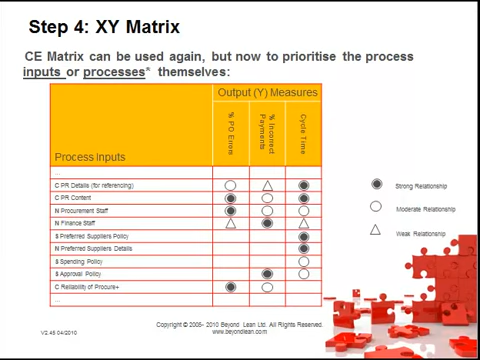 Step 4: XY Matrix
CE Matrix can be used again, but now to prioritise the process
inputs or processes* themselves:
Output (Y) Measures
% PO Errors
% Incorrect
Payments
Cycle Time
Process Inputs
...
C PR Details (for referencing)
C PR Content
N Procurement Staff
N Finance Staff
S Preferred Suppliers Policy
N Preferred Suppliers Details
S Spending Policy
S Approval Policy
C Reliability of Procure+
...
Strong Relationship
Moderate Relationship
Weak Relationship
V2.45 04/2010
Copyright © 2005- 2010 Beyond Lean Ltd. All Rights Reserved.
www.beyondlean.com